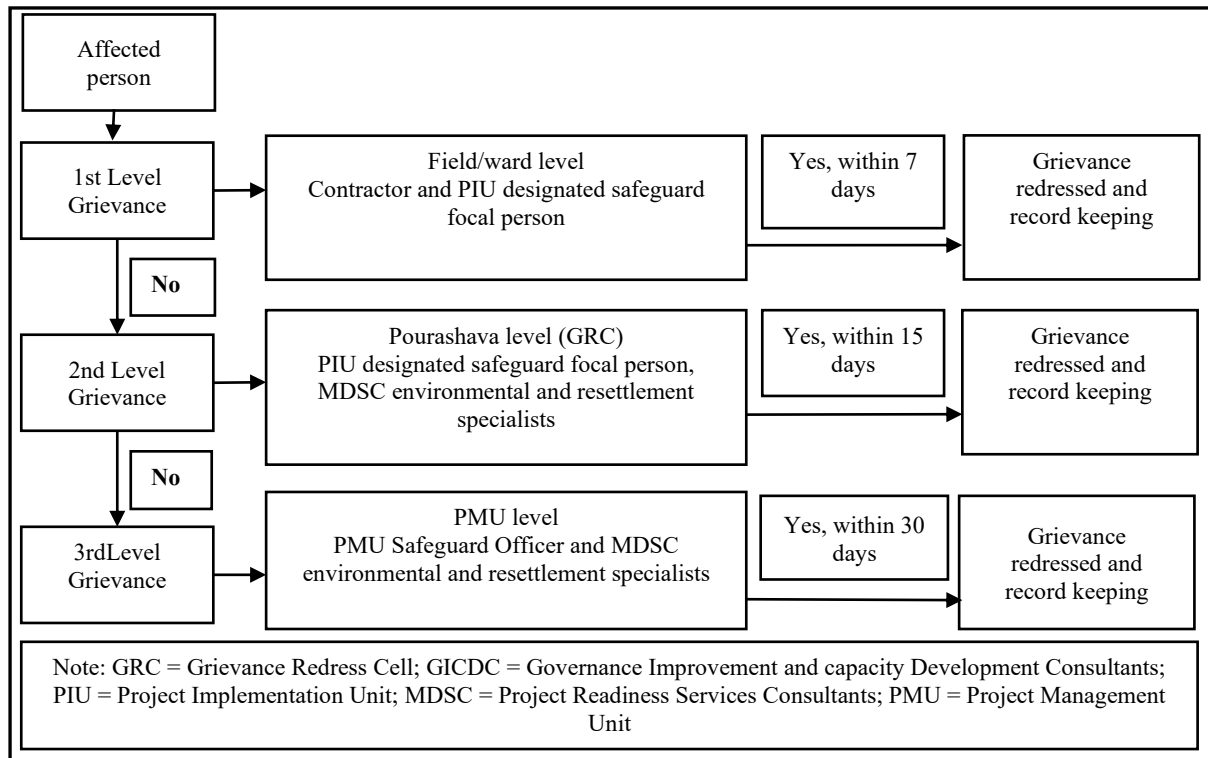 Affected
person
1st Level
Grievance
Field/ward level
Contractor and PIU designated safeguard
focal person
Yes, within 7
days
Grievance
redressed and
record keeping
No
2nd Level
Grievance
Pourashava level (GRC)
PIU designated safeguard focal person,
MDSC environmental and resettlement
specialists
Yes, within 15
days
Grievance
redressed and
record keeping
No
3rdLevel
Grievance
PMU level
PMU Safeguard Officer and MDSC
environmental and resettlement specialists
Yes, within 30
days
Grievance
redressed and
record keeping
Note: GRC = Grievance Redress Cell; GICDC = Governance Improvement and capacity Development Consultants;
PIU = Project Implementation Unit; MDSC = Project Readiness Services Consultants; PMU = Project Management
Unit